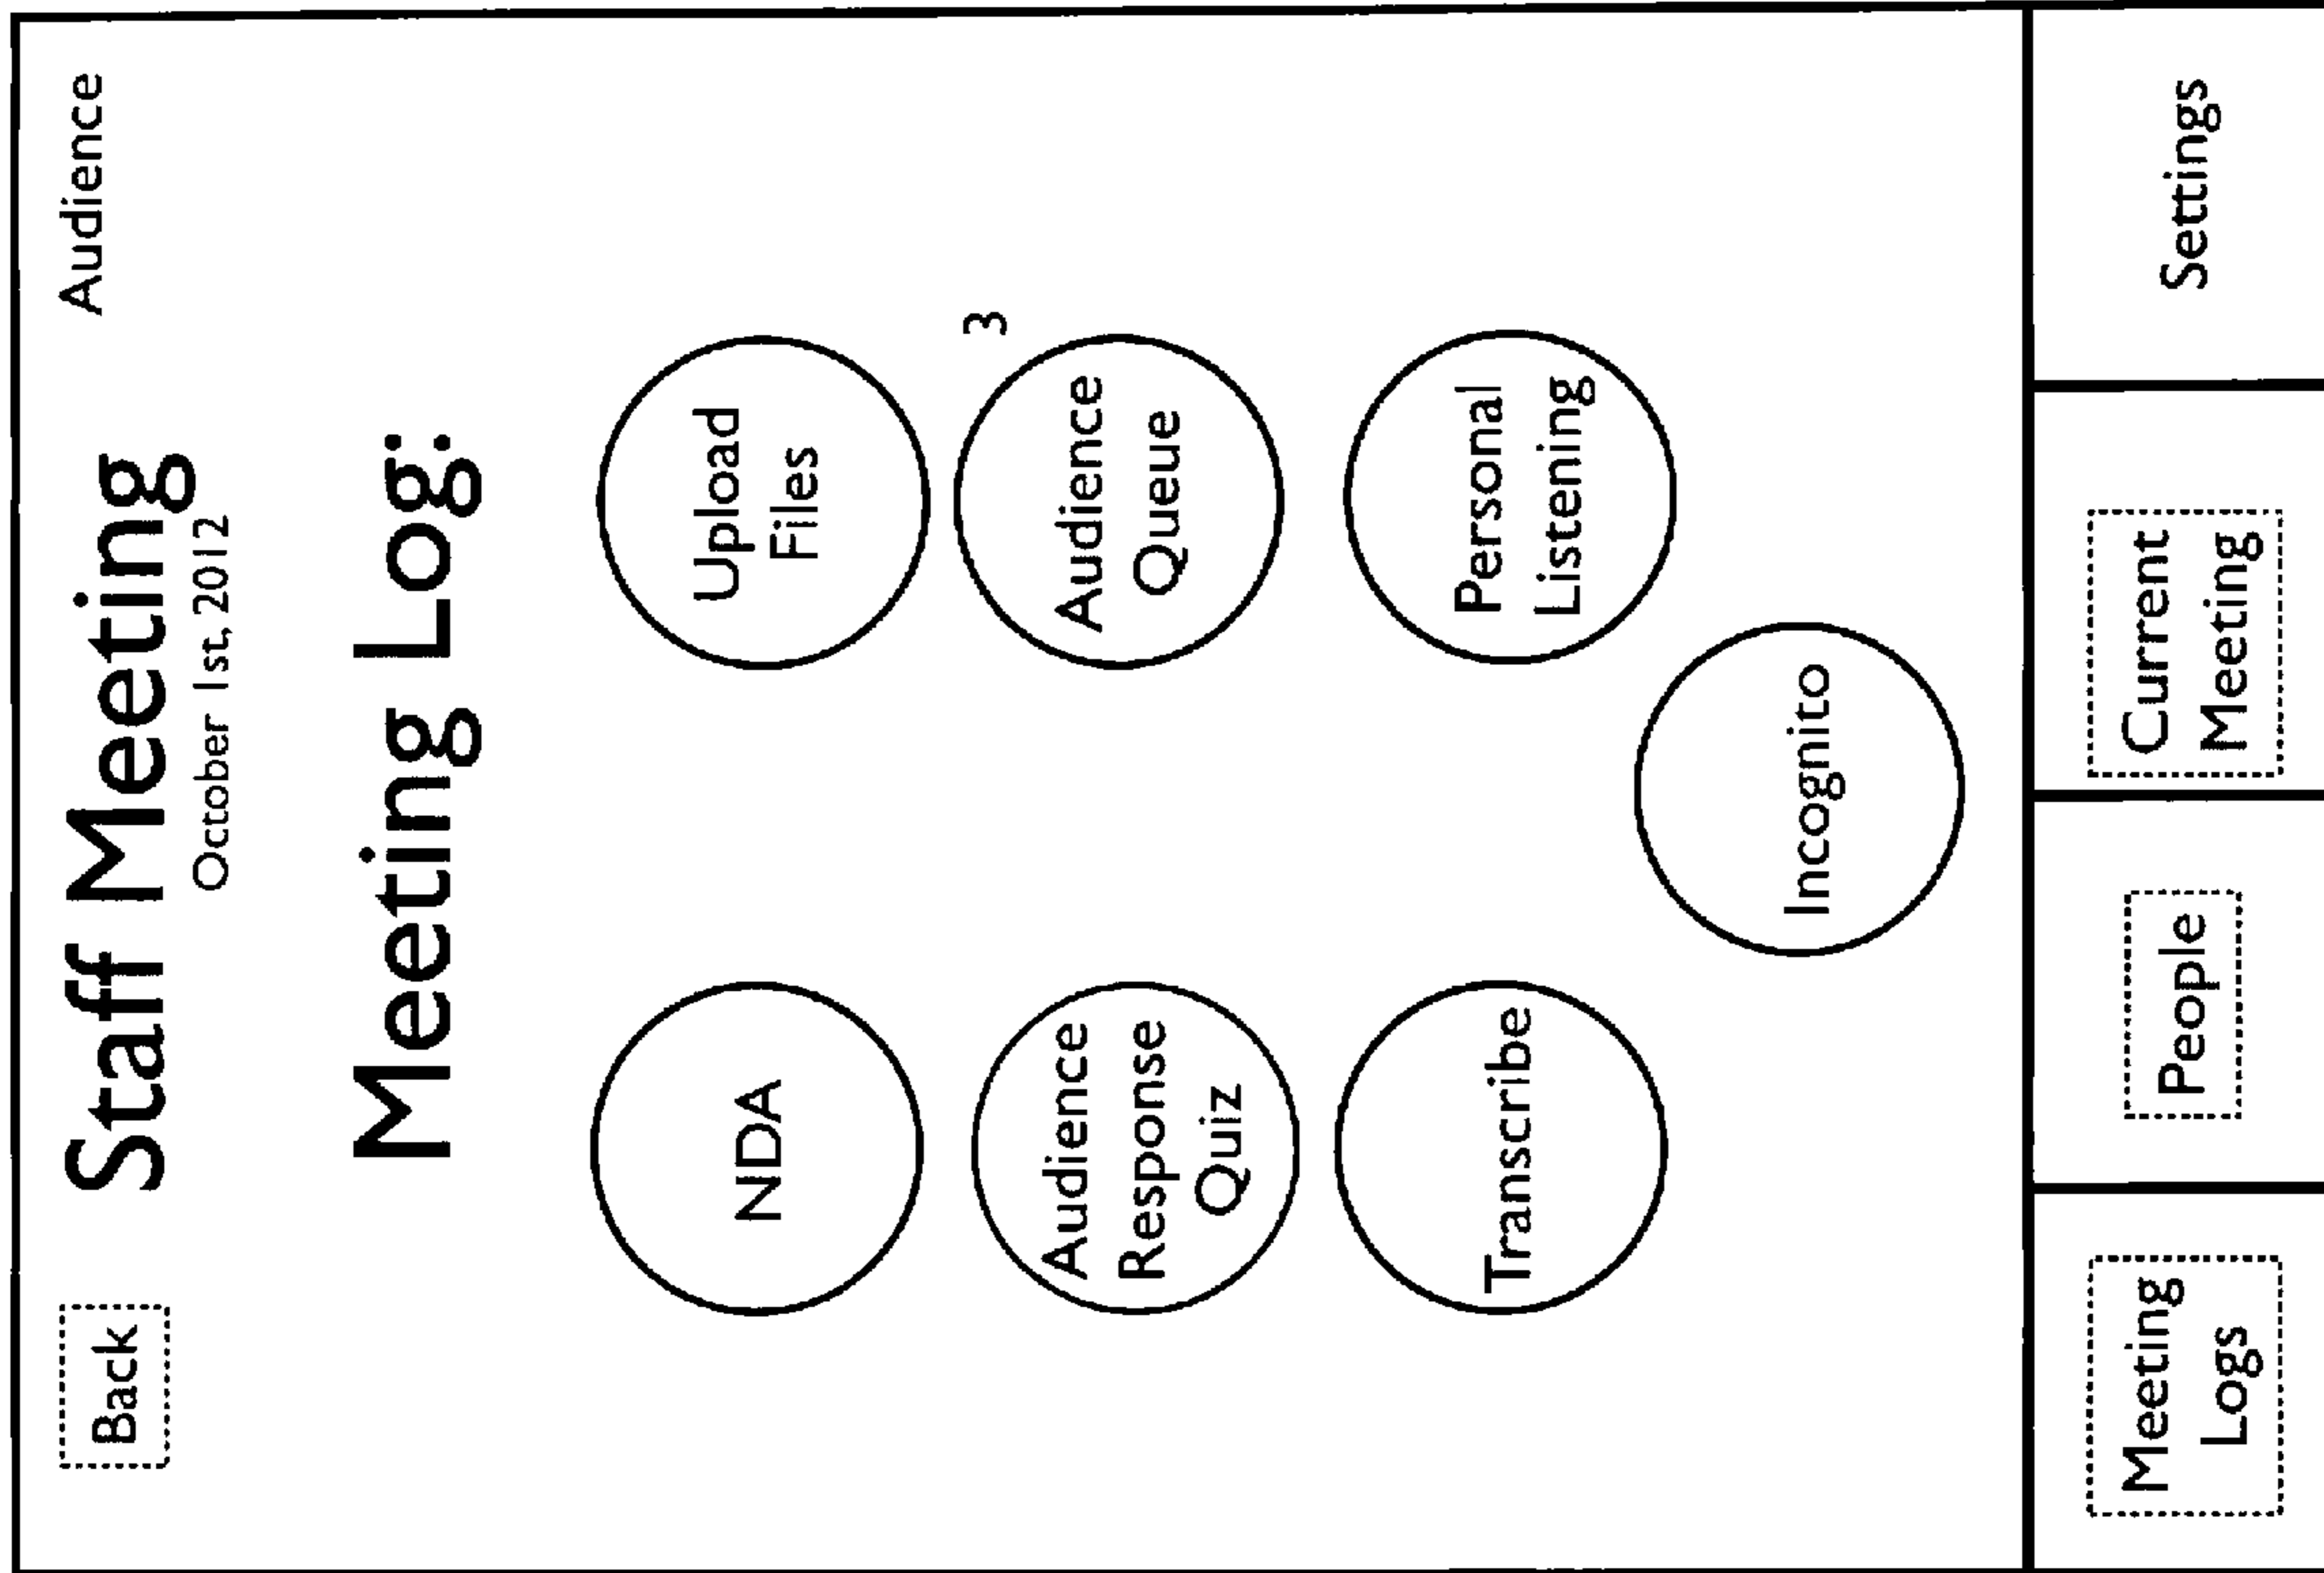 Back
Staff Meeting
Audience
October 1st, 2012
Meeting Log:
NDA
Upload
Files
3
Audience
Response
Quiz
Audience
Queue
Transcribe
Personal
Listening
Incognito
Meeting
Logs
People
Current
Meeting
Settings